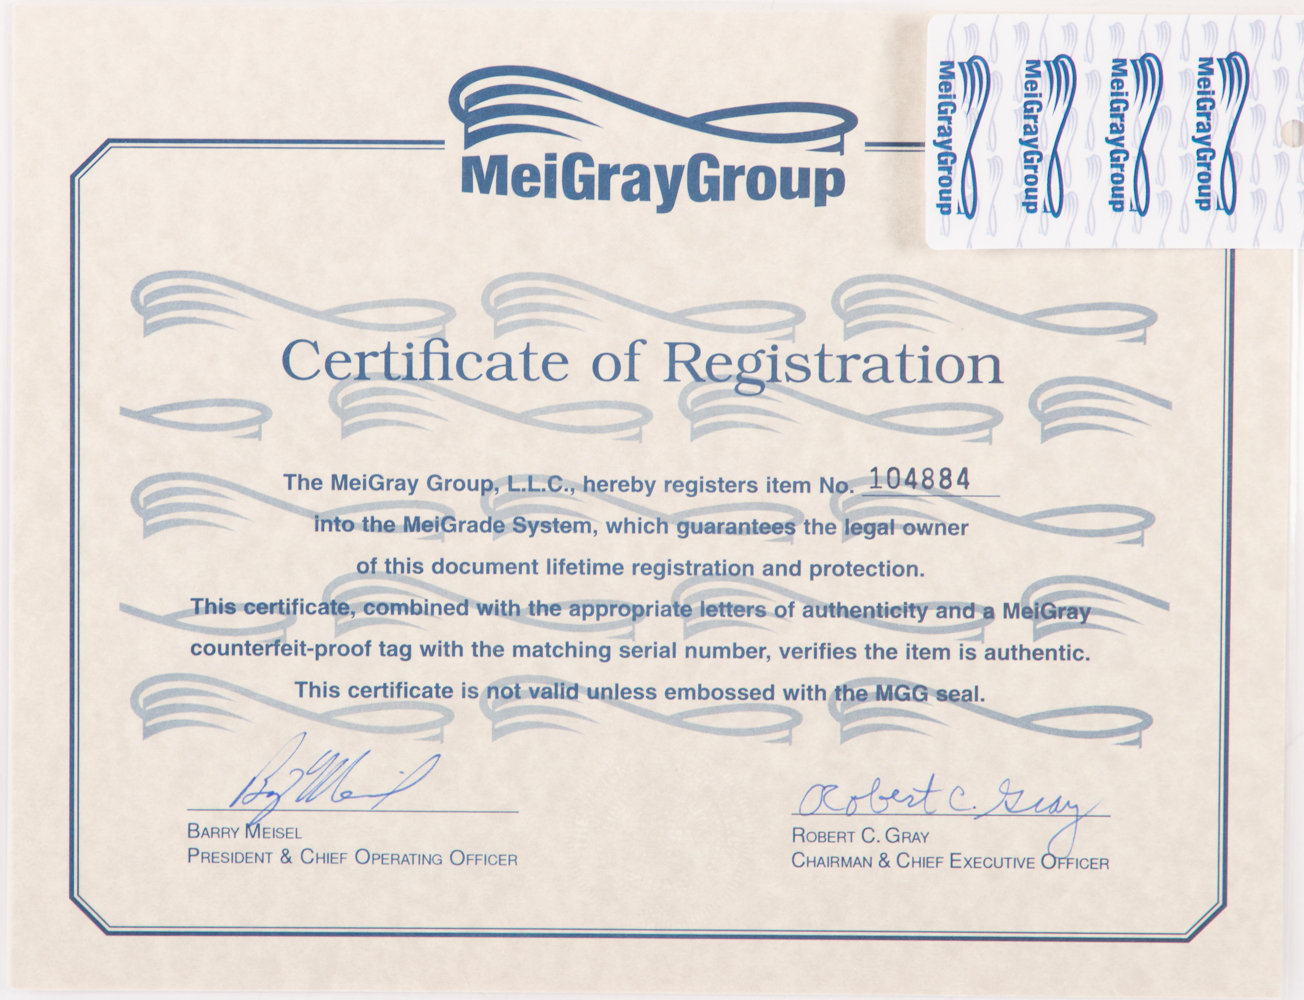 MeiGrayGroup
MeiGrayGroup
MeiGrayGroup
MeiGrayGroup
MeiGrayGroup
Certificate of Registration
The MeiGray Group, L.L.C., hereby registers item No. 104884
into the MeiGrade System, which guarantees the legal owner
of this document lifetime registration and protection.
This certificate, combined with the appropriate letters of authenticity and a MeiGray
counterfeit-proof tag with the matching serial number, verifies the item is authentic.
This certificate is not valid unless embossed with the MGG seal.
Robert C. Gray
BARRY MEISEL
PRESIDENT & CHIEF OPERATING OFFICER
ROBERT C. GRAY
CHAIRMAN & CHIEF EXECUTIVE OFFICER